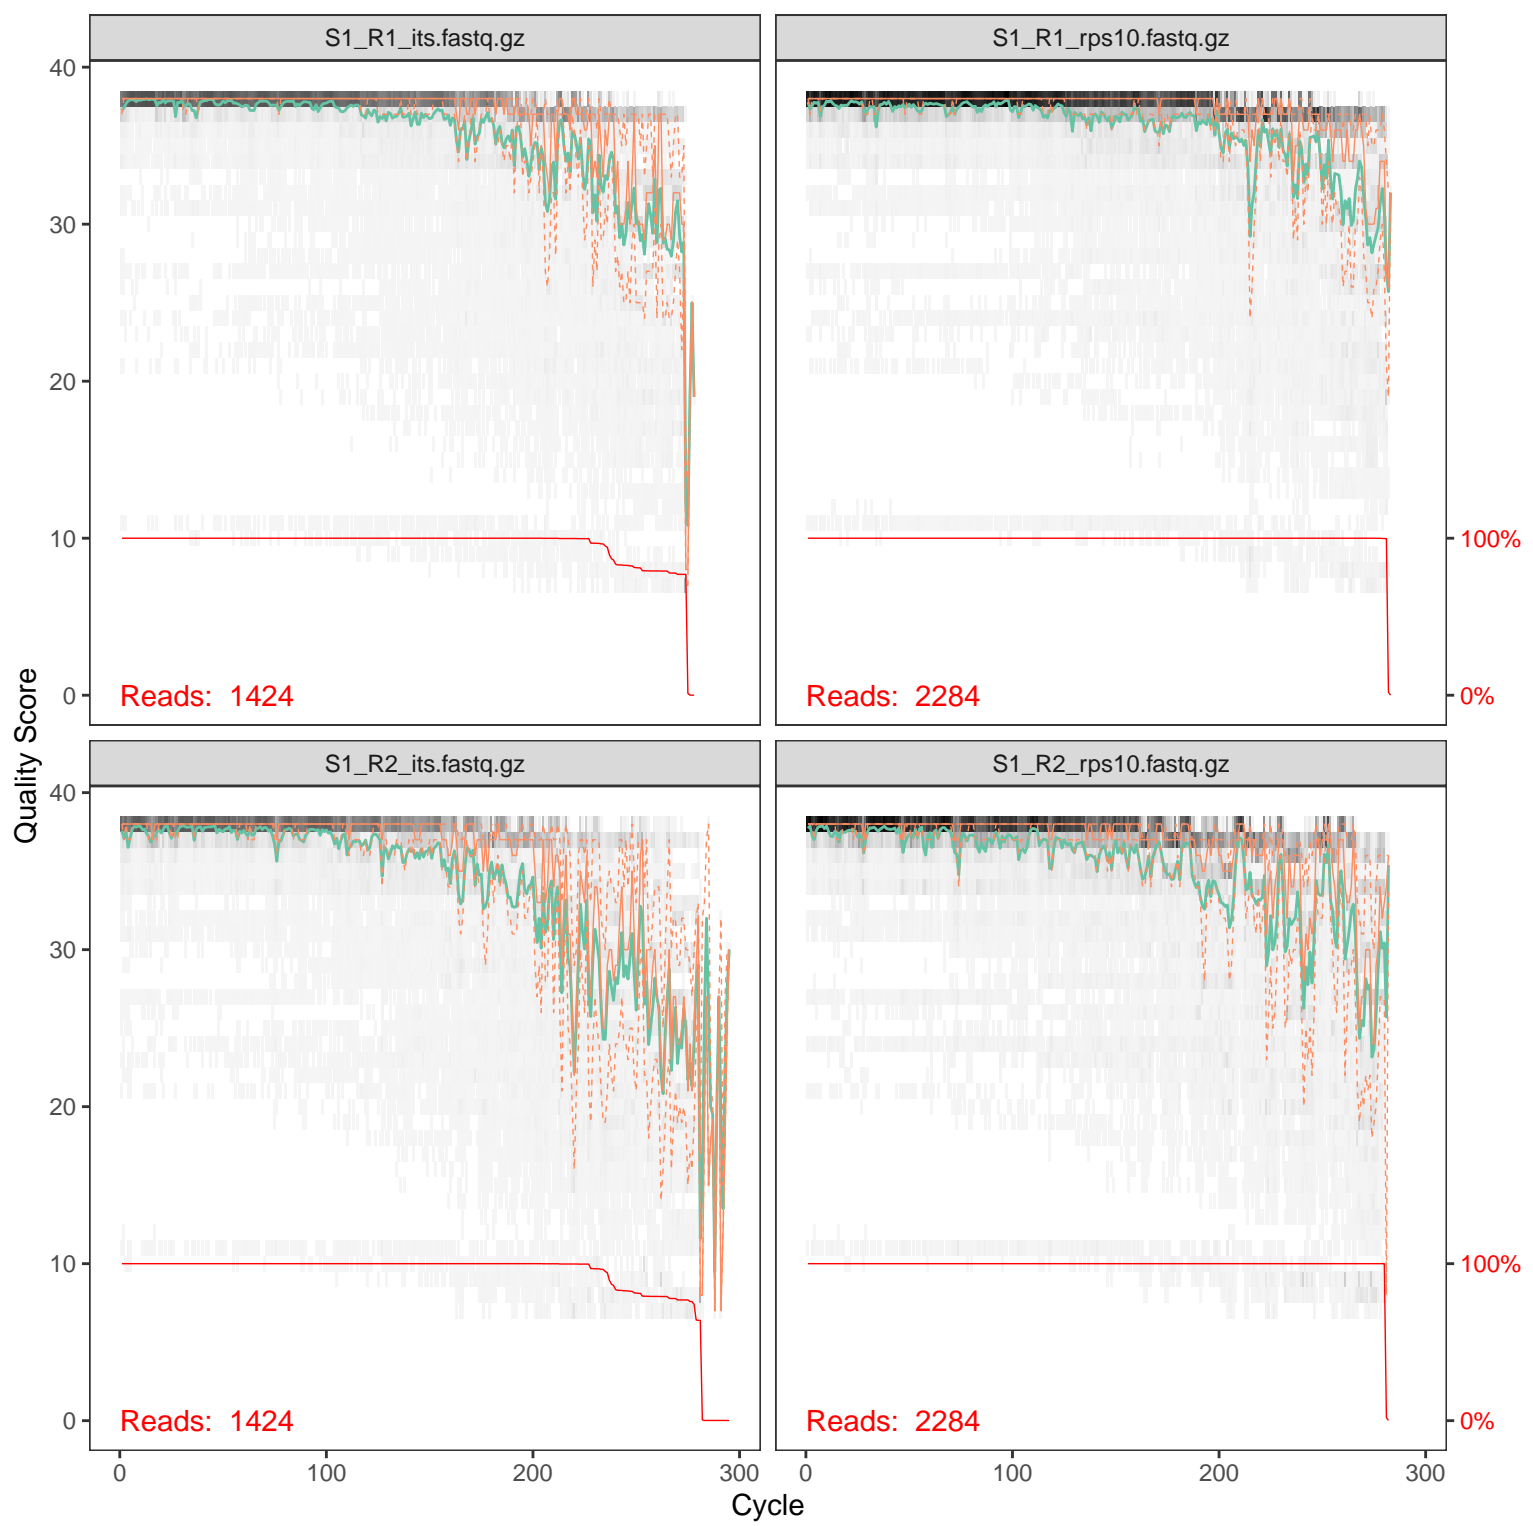 S1_R1_its.fastq.gz
S1_R1_rps10.fastq.gz
40
30
20
10
0
100%
0%
Reads: 1424
Reads: 2284
S1_R2_its.fastq.gz
S1_R2_rps10.fastq.gz
40
30
20
10
0
100%
0%
Reads: 1424
Reads: 2284
0 100 200 300 0 100 200 300
Cycle
Quality Score